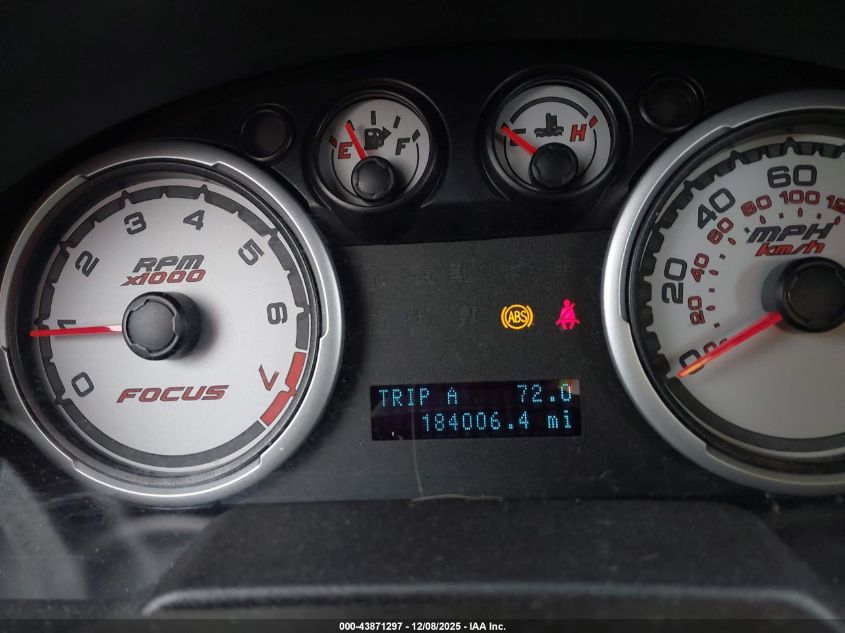 E F
C H
0 1 2 3 4 5 6 7
RPM
x1000
FOCUS
ABS
TRIP A 72.0
184006.4 mi
0 20 40 60
20 40 60 80 100
MPH
km/h
000-43871297 - 12/08/2025 - IAA Inc.